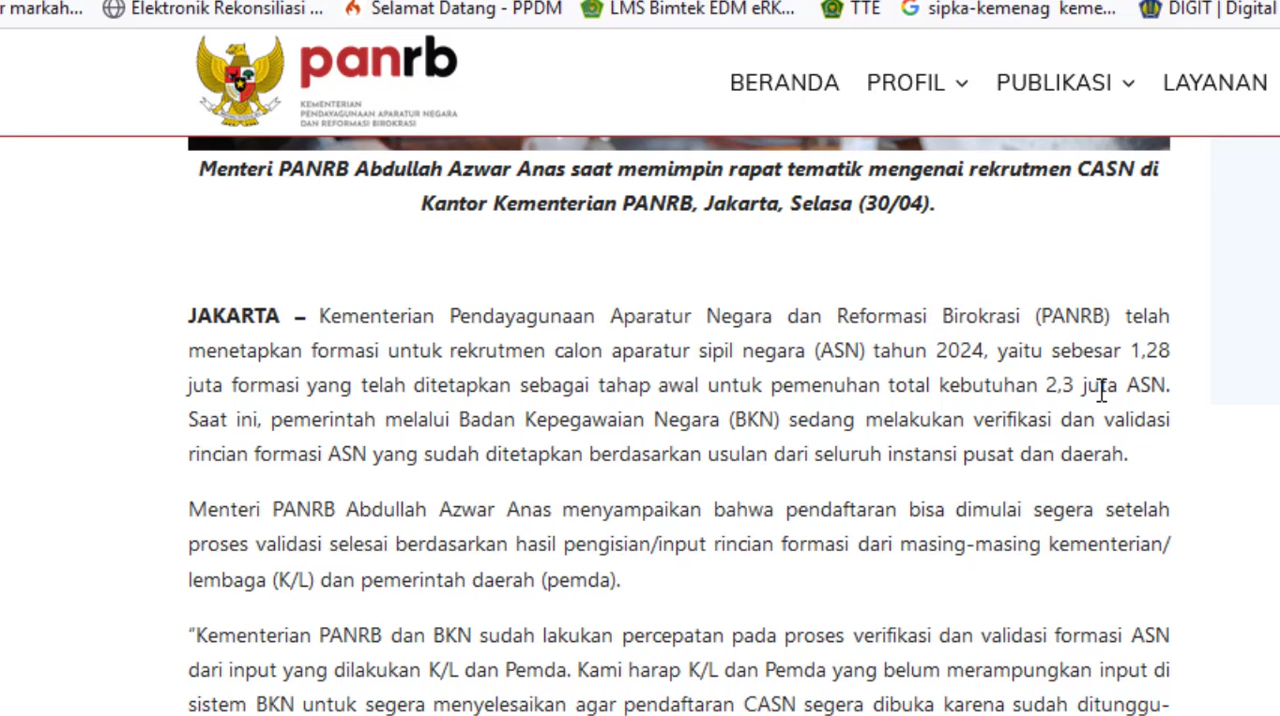 r markah...
Elektronik Rekonsiliasi ...
Selamat Datang - PPDM
LMS Bimtek EDM eRK...
TTE
sipka-kemenag keme...
DIGIT | Digital
panrb
KEMENTERIAN
PENDAYAGUNAAN APARATUR NEGARA
DAN REFORMASI BIROKRASI
BERANDA
PROFIL
PUBLIKASI
LAYANAN
Menteri PANRB Abdullah Azwar Anas saat memimpin rapat tematik mengenai rekrutmen CASN di
Kantor Kementerian PANRB, Jakarta, Selasa (30/04).
JAKARTA – Kementerian Pendayagunaan Aparatur Negara dan Reformasi Birokrasi (PANRB) telah
menetapkan formasi untuk rekrutmen calon aparatur sipil negara (ASN) tahun 2024, yaitu sebesar 1,28
juta formasi yang telah ditetapkan sebagai tahap awal untuk pemenuhan total kebutuhan 2,3 juta ASN.
Saat ini, pemerintah melalui Badan Kepegawaian Negara (BKN) sedang melakukan verifikasi dan validasi
rincian formasi ASN yang sudah ditetapkan berdasarkan usulan dari seluruh instansi pusat dan daerah.
Menteri PANRB Abdullah Azwar Anas menyampaikan bahwa pendaftaran bisa dimulai segera setelah
proses validasi selesai berdasarkan hasil pengisian/input rincian formasi dari masing-masing kementerian/
lembaga (K/L) dan pemerintah daerah (pemda).
“Kementerian PANRB dan BKN sudah lakukan percepatan pada proses verifikasi dan validasi formasi ASN
dari input yang dilakukan K/L dan Pemda. Kami harap K/L dan Pemda yang belum merampungkan input di
sistem BKN untuk segera menyelesaikan agar pendaftaran CASN segera dibuka karena sudah ditunggu-